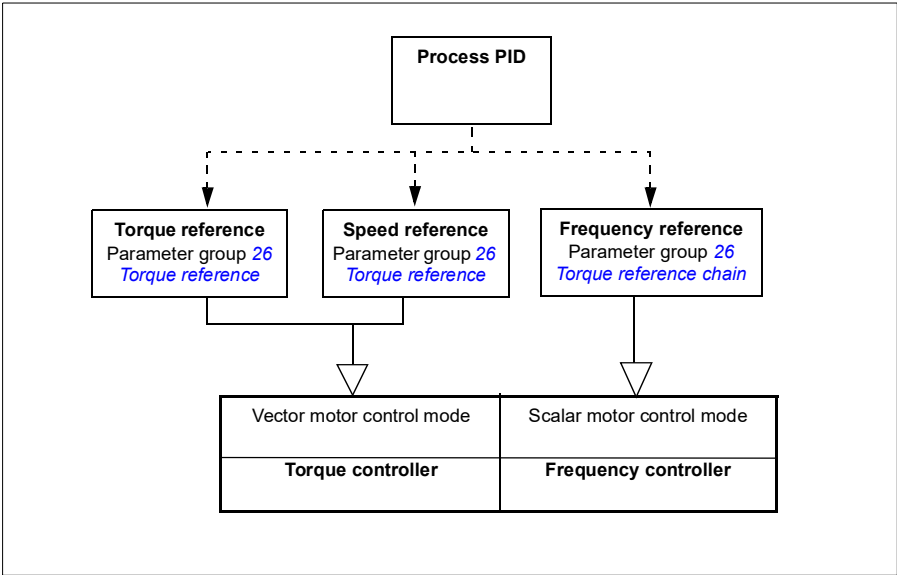 Process PID
Torque reference
Parameter group 26
Torque reference
Speed reference
Parameter group 26
Torque reference
Frequency reference
Parameter group 26
Torque reference chain
Vector motor control mode
Scalar motor control mode
Torque controller
Frequency controller